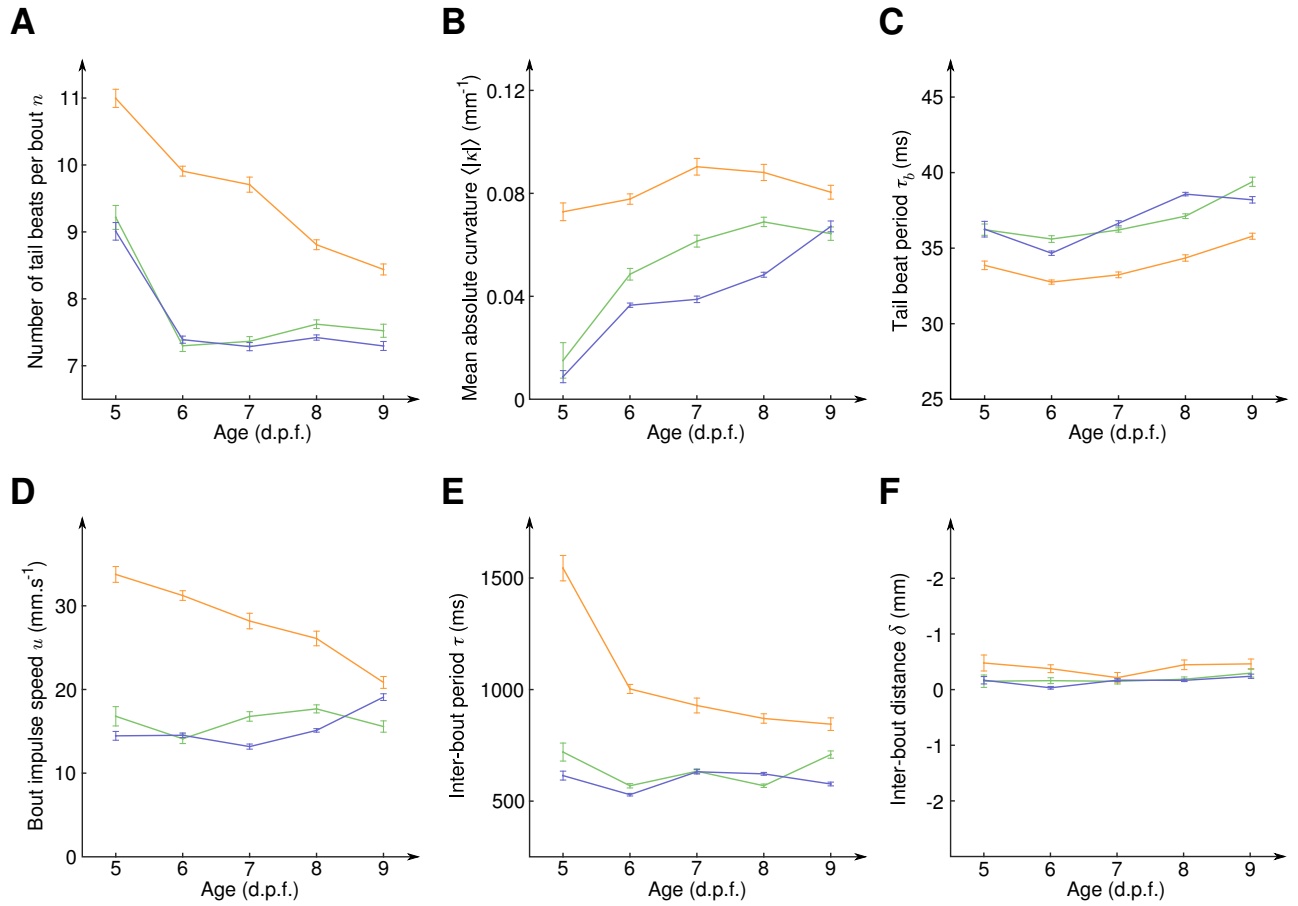 A
Number of tail beats per bout n
11
10
9
8
7
5 6 7 8 9
Age (d.p.f.)
B
Mean absolute curvature ⟨|κ|⟩ (mm⁻¹)
0.12
0.08
0.04
0
5 6 7 8 9
Age (d.p.f.)
C
Tail beat period τ_b (ms)
45
40
35
33
25
5 6 7 8 9
Age (d.p.f.)
D
Bout impulse speed u (mm.s⁻¹)
30
20
10
0
5 6 7 8 9
Age (d.p.f.)
E
Inter-bout period τ (ms)
1500
1000
500
5 6 7 8 9
Age (d.p.f.)
F
Inter-bout distance δ (mm)
-2
-1
0
-1
-2
5 6 7 8 9
Age (d.p.f.)